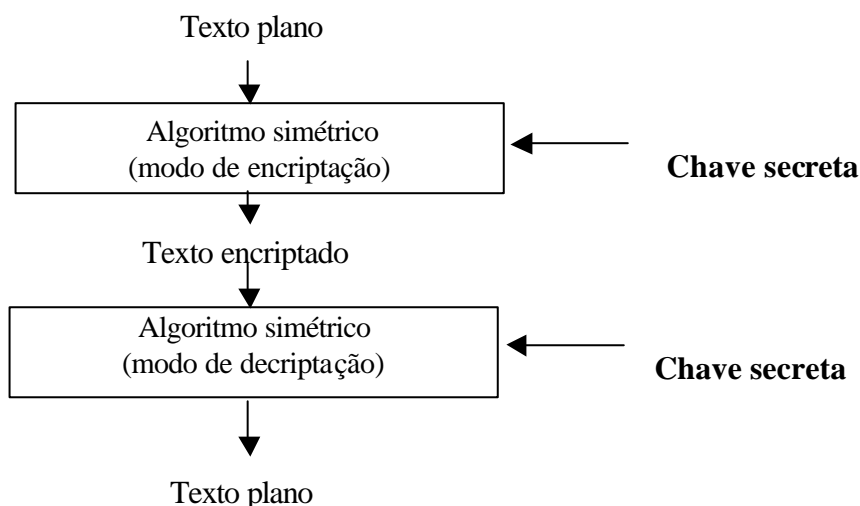 Texto plano
Algoritmo simétrico
(modo de encriptação)
Chave secreta
Texto encriptado
Algoritmo simétrico
(modo de decriptação)
Chave secreta
Texto plano